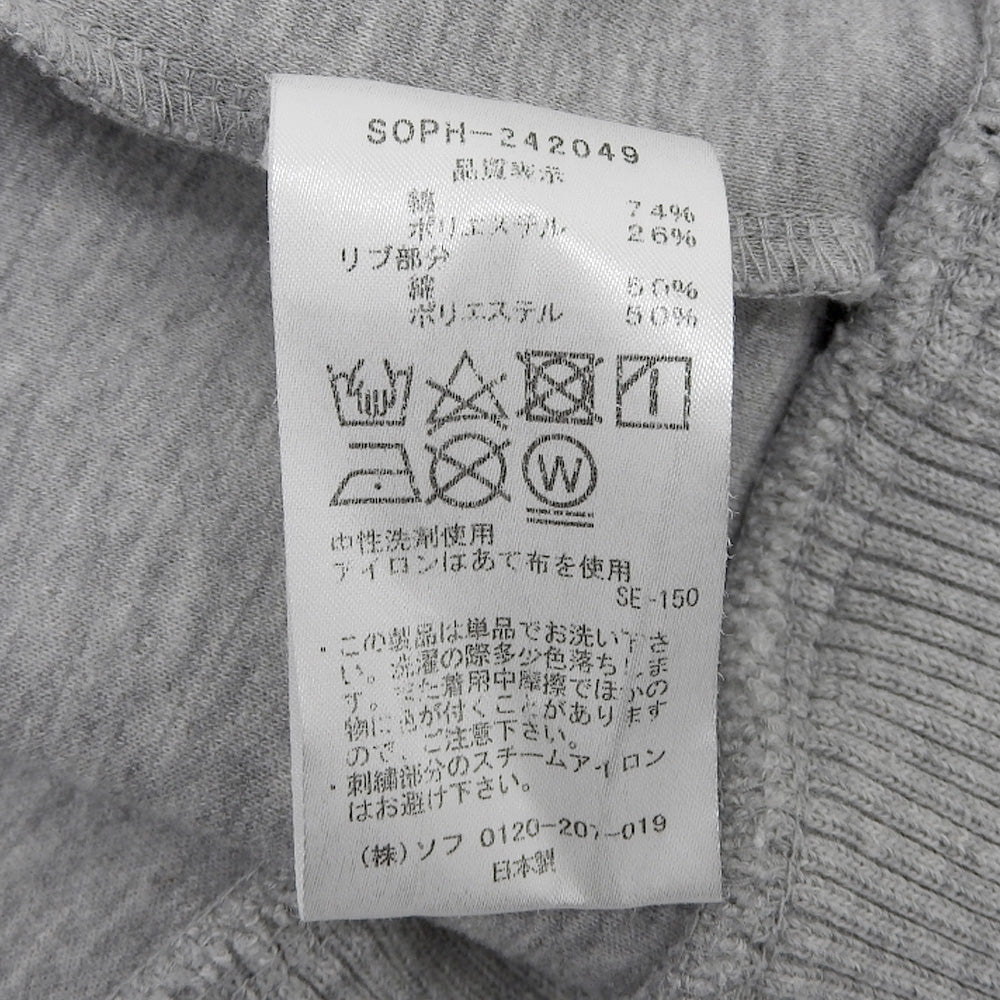 SOPH-242049
品質表示
綿 74%
ポリエステル 26%
リブ部分
綿 50%
ポリエステル 50%
W
中性洗剤使用
アイロンはあて布を使用
SE-150
・この製品は単品でお洗い下さ
い。洗濯の際多少色落ちしま
す。また着用中摩擦でほかの
物に色が付くことがあります
ので、ご注意下さい。
・刺繍部分のスチームアイロン
はお避け下さい。
(株)ソフ 0120-207-019
日本製